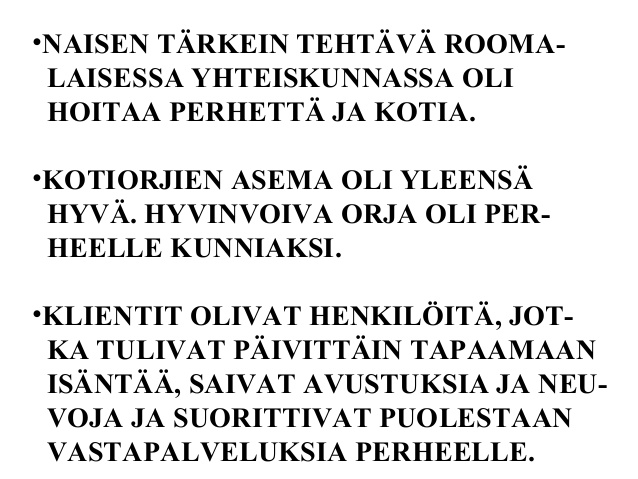 •NAISEN TÄRKEIN TEHTÄVÄ ROOMA-
LAISESSA YHTEISKUNNASSA OLI
HOITAA PERHETTÄ JA KOTIA.
•KOTIORJIEN ASEMA OLI YLEENSÄ
HYVÄ. HYVINVOIVA ORJA OLI PER-
HEELLE KUNNIAKSI.
•KLIENTIT OLIVAT HENKILÖITÄ, JOT-
KA TULIVAT PÄIVITTÄIN TAPAAMAAN
ISÄNTÄÄ, SAIVAT AVUSTUKSIA JA NEU-
VOJA JA SUORITTIVAT PUOLESTAAN
VASTAPALVELUKSIA PERHEELLE.